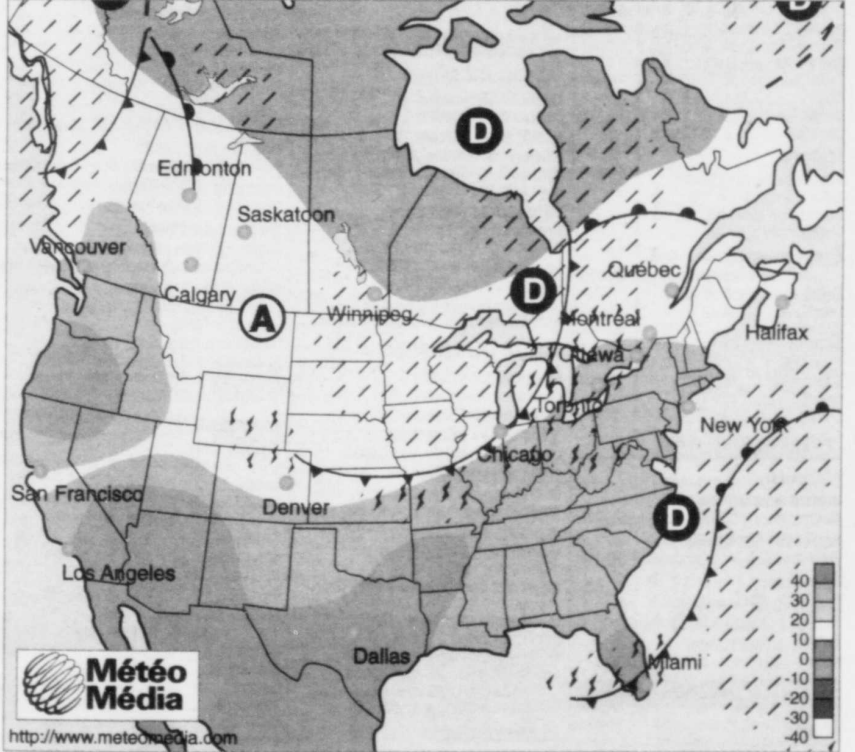 D
D
D
Edmonton
Saskatoon
Vancouver
Québec
Calgary
D
A
Winnipeg
Montréal
Halifax
Ottawa
Toronto
New York
Chicago
San Francisco
Denver
D
Los Angeles
40
30
20
10
0
-10
-20
-30
-40
Dallas
Miami
Météo
Média
http://www.meteomedia.com